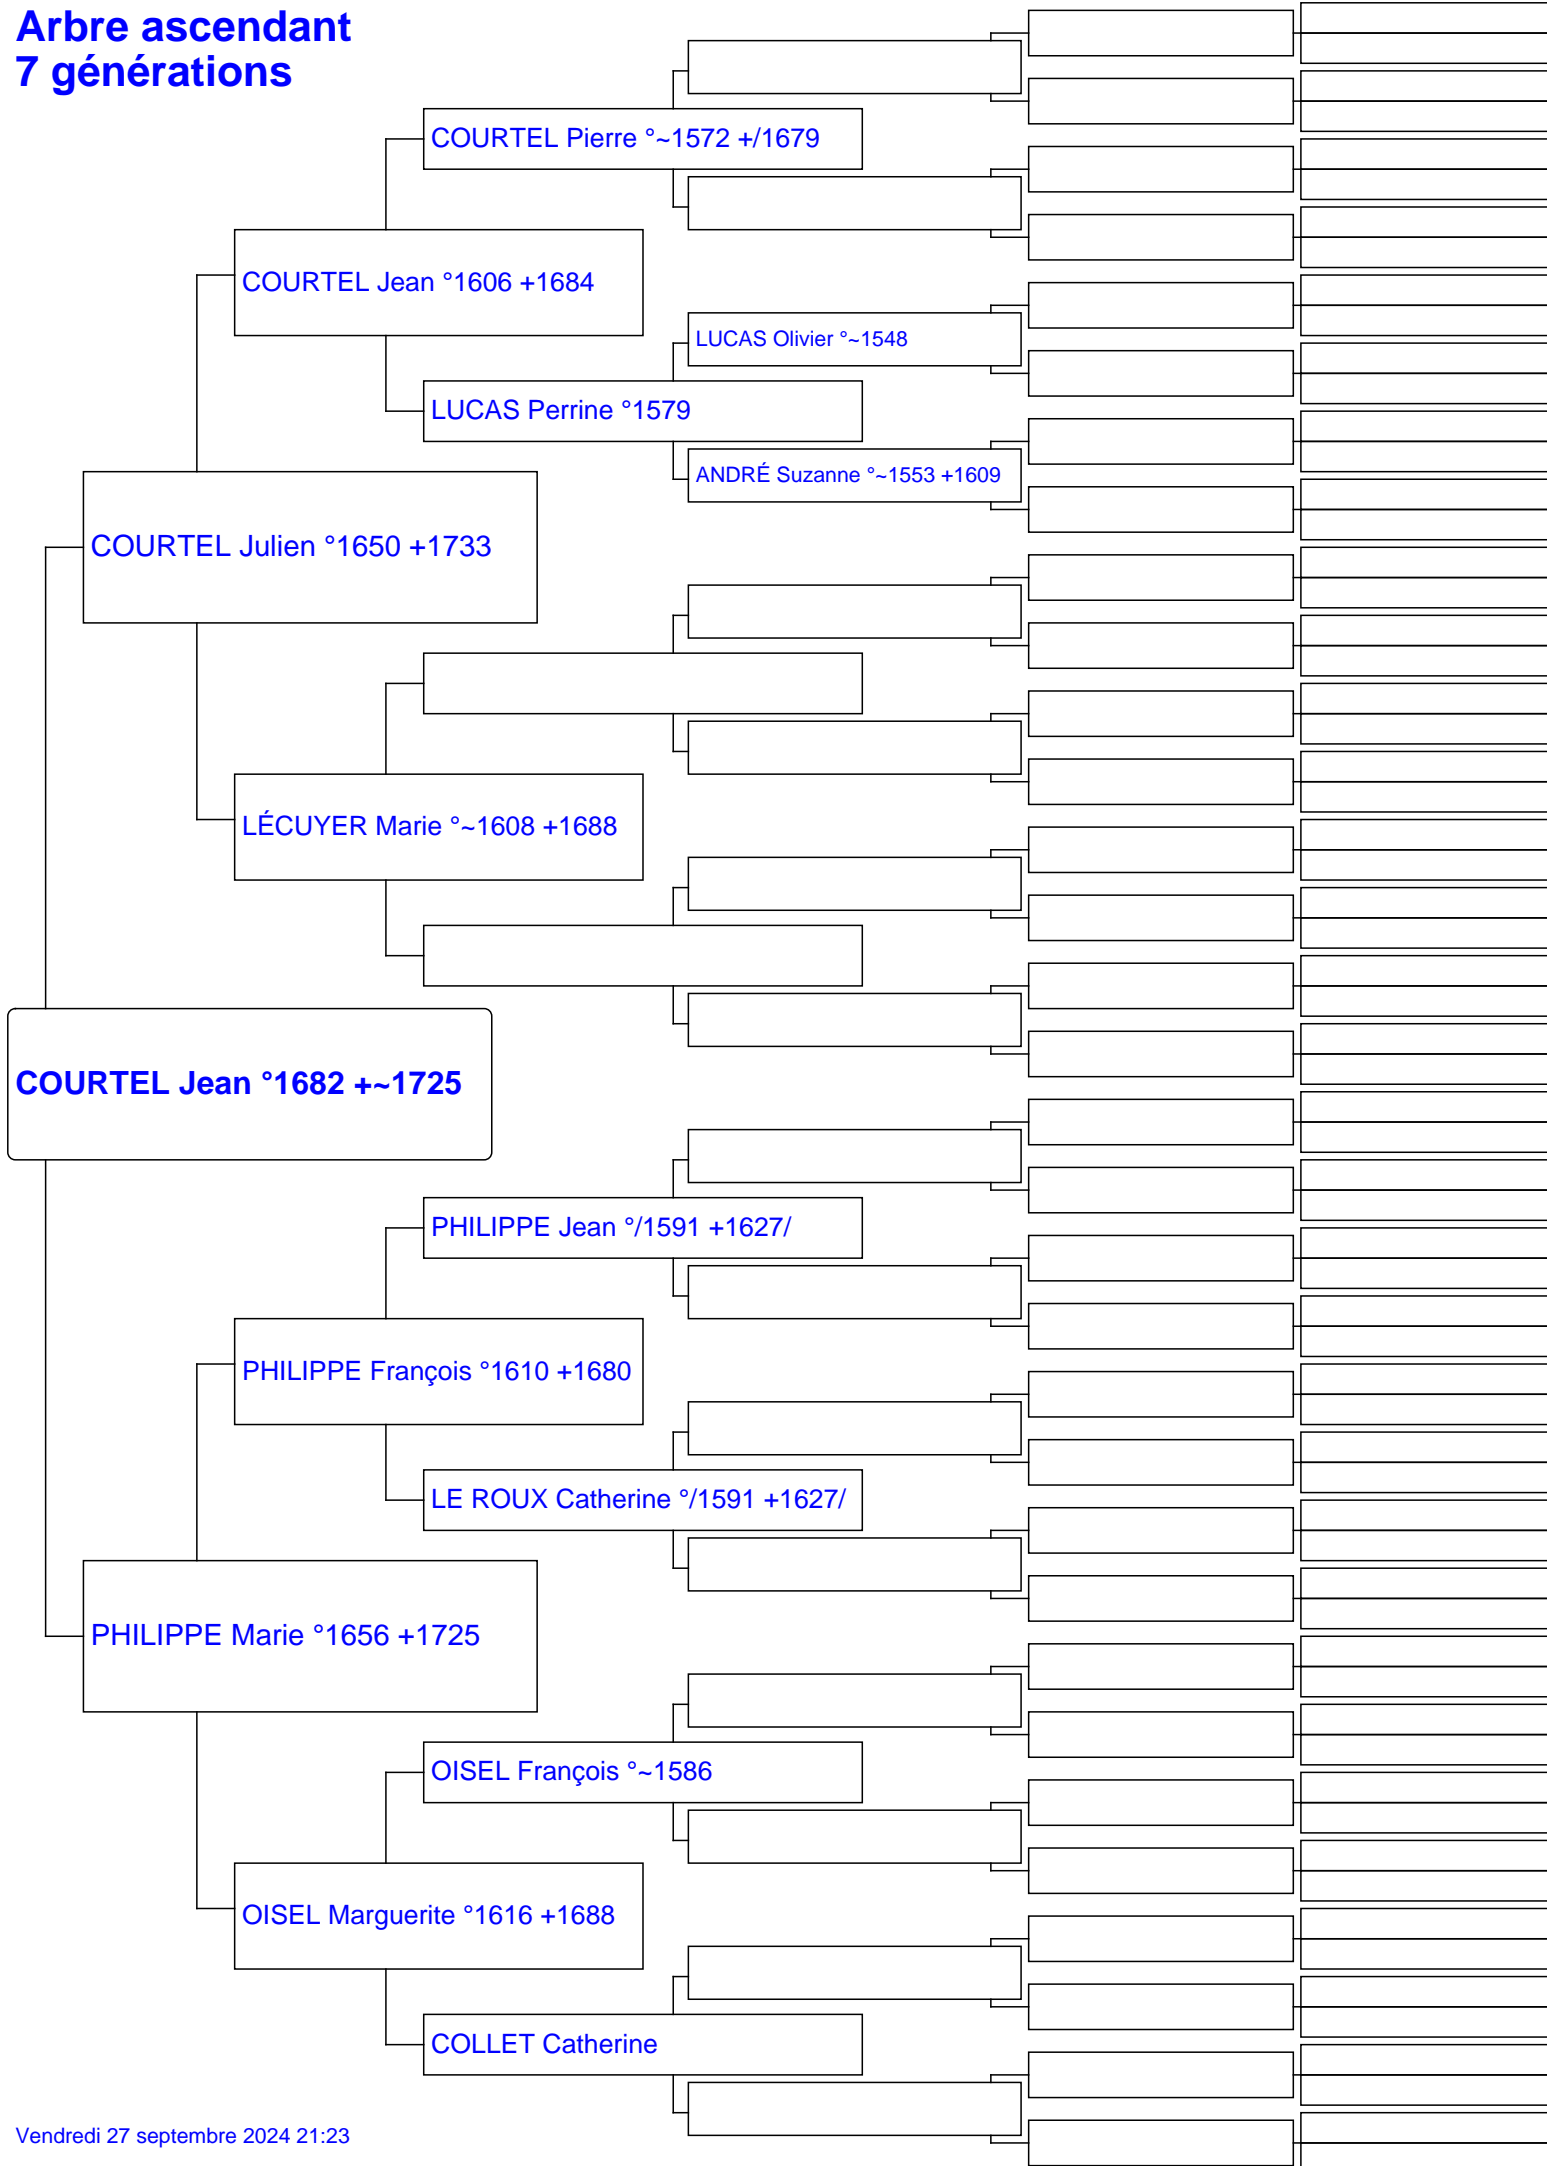 Arbre ascendant
7 générations
COURTEL Pierre °~1572 +/1679
COURTEL Jean °1606 +1684
LUCAS Olivier °~1548
LUCAS Perrine °1579
ANDRÉ Suzanne °~1553 +1609
COURTEL Julien °1650 +1733
LÉCUYER Marie °~1608 +1688
COURTEL Jean °1682 +~1725
PHILIPPE Jean °/1591 +1627/
PHILIPPE François °1610 +1680
LE ROUX Catherine °/1591 +1627/
PHILIPPE Marie °1656 +1725
OISEL François °~1586
OISEL Marguerite °1616 +1688
COLLET Catherine
Vendredi 27 septembre 2024 21:23